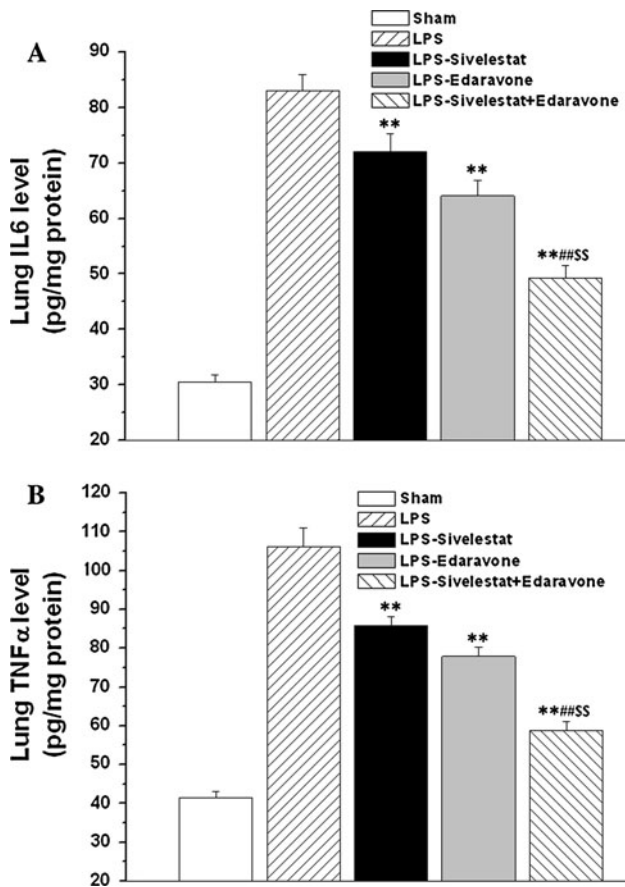 A
Sham
LPS
LPS-Sivelestat
LPS-Edaravone
LPS-Sivelestat+Edaravone
Lung IL6 level
(pg/mg protein)
90
80
70
60
50
40
30
20
**
**
**##$$
B
Sham
LPS
LPS-Sivelestat
LPS-Edaravone
LPS-Sivelestat+Edaravone
Lung TNFα level
(pg/mg protein)
120
110
100
90
80
70
60
50
40
30
20
**
**
**##$$